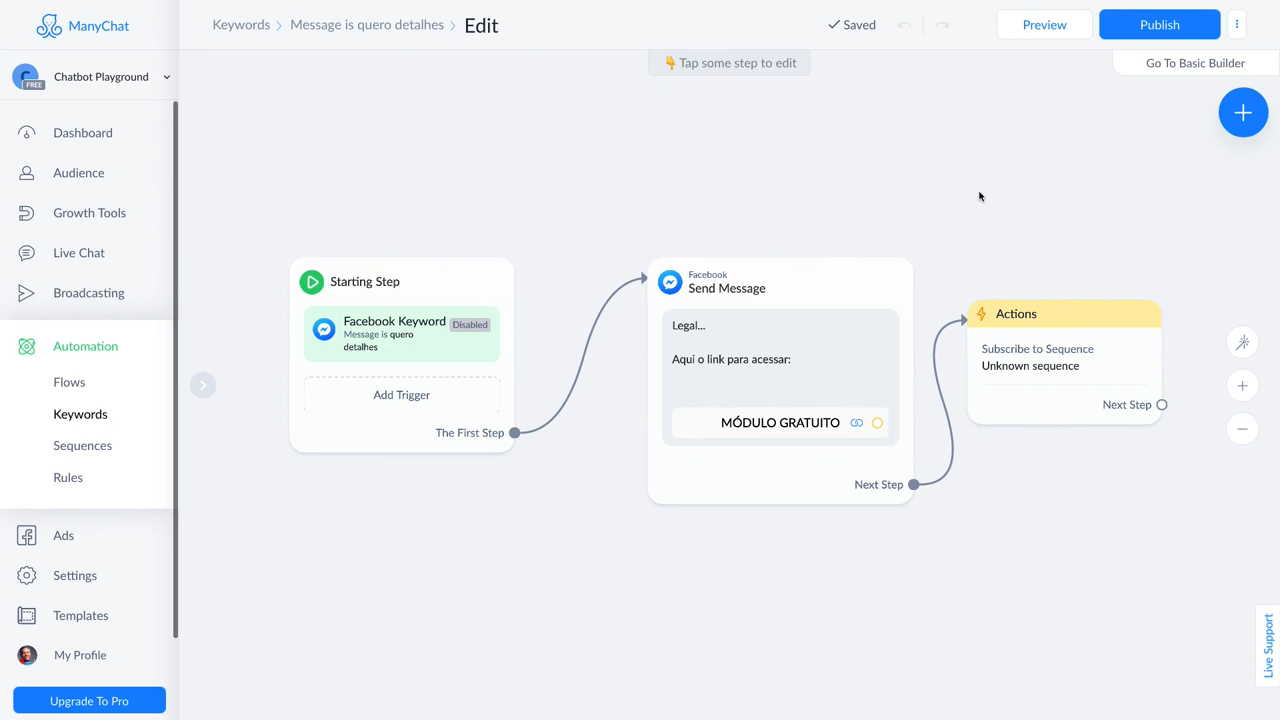 ManyChat
Keywords
Message is quero detalhes
Edit
Saved
Preview
Publish
👇 Tap some step to edit
Go To Basic Builder
C
FREE
Chatbot Playground
Dashboard
Audience
Growth Tools
Live Chat
Broadcasting
Automation
Flows
Keywords
Sequences
Rules
Ads
Settings
Templates
My Profile
Upgrade To Pro
Starting Step
Facebook Keyword
Disabled
Message is quero
detalhes
Add Trigger
The First Step
Facebook
Send Message
Legal...
Aqui o link para acessar:
MÓDULO GRATUITO
Next Step
Actions
Subscribe to Sequence
Unknown sequence
Next Step
Live Support